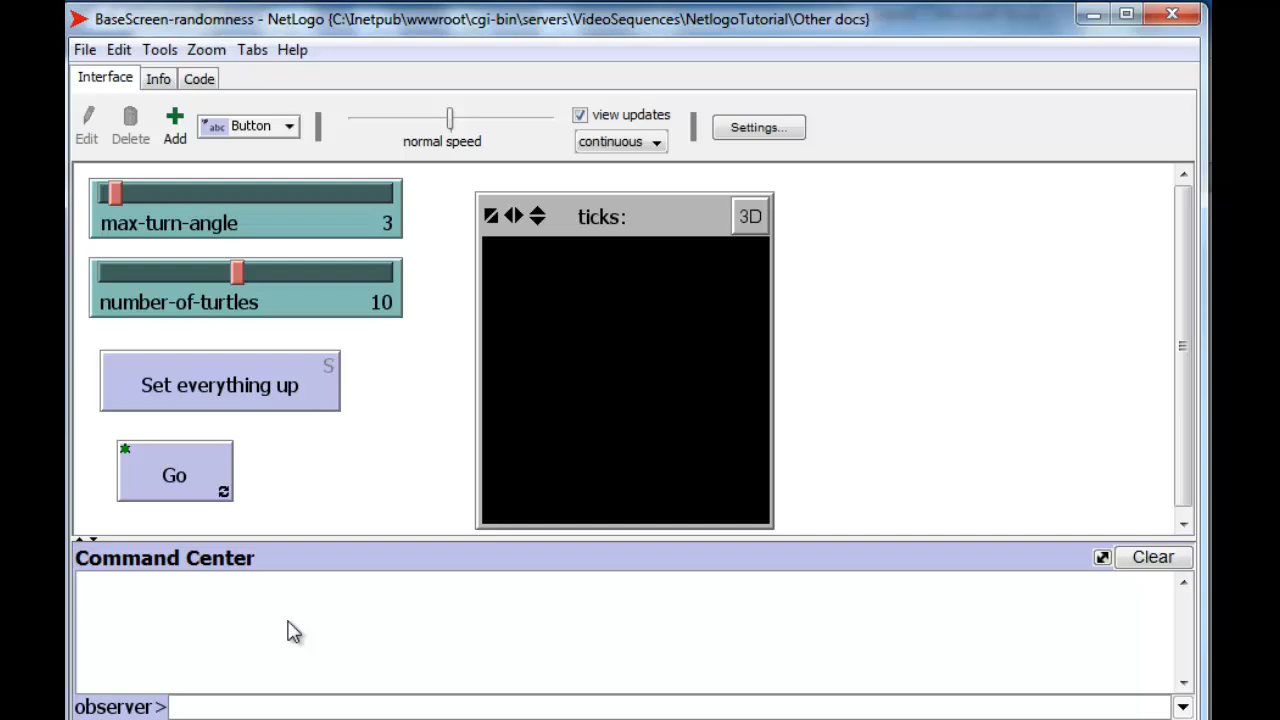 BaseScreen-randomness - NetLogo {C:\Inetpub\wwwroot\cgi-bin\servers\VideoSequences\NetlogoTutorial\Other docs}
File Edit Tools Zoom Tabs Help
Interface Info Code
Edit Delete Add abc Button normal speed view updates continuous Settings...
max-turn-angle 3
number-of-turtles 10
S
Set everything up
Go
ticks: 3D
Command Center Clear
observer>